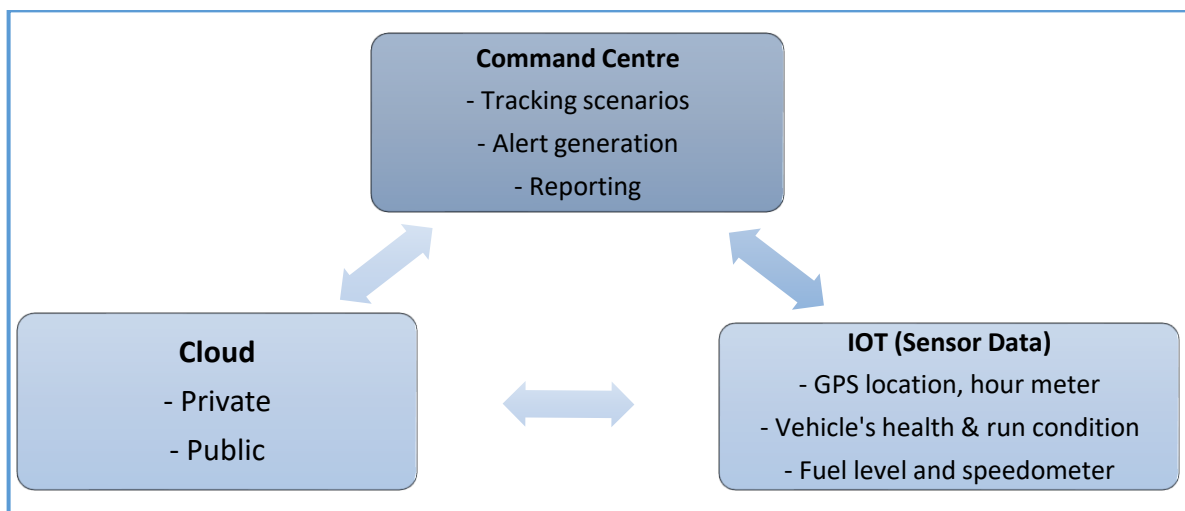 Command Centre
- Tracking scenarios
- Alert generation
- Reporting
Cloud
- Private
- Public
IOT (Sensor Data)
- GPS location, hour meter
- Vehicle's health & run condition
- Fuel level and speedometer